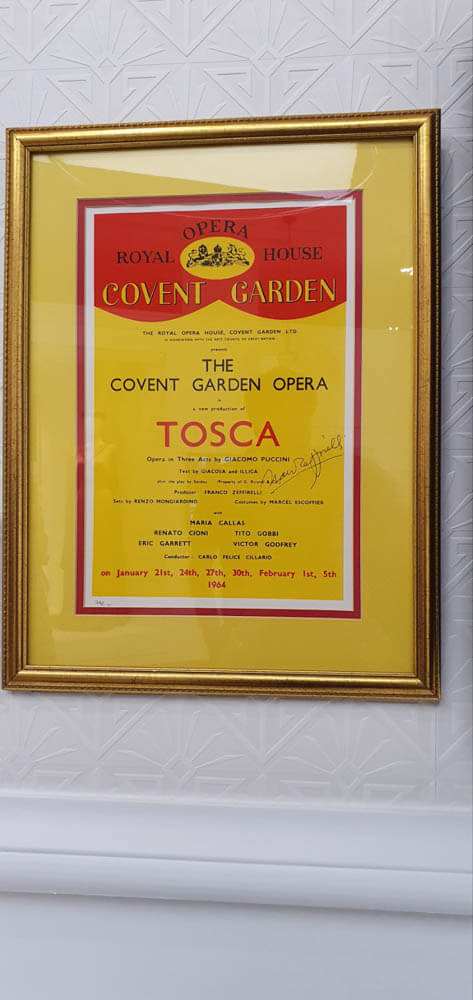 OPERA
ROYAL HOUSE
COVENT GARDEN
THE ROYAL OPERA HOUSE, COVENT GARDEN LTD.
IN ASSOCIATION WITH THE ARTS COUNCIL OF GREAT BRITAIN
presents
THE
COVENT GARDEN OPERA
in
a new production of
TOSCA
Opera in Three Acts by GIACOMO PUCCINI
Text by GIACOSA and ILLICA
after the play by Sardou Property of G. Ricordi &
Producer FRANCO ZEFFIRELLI
Sets by RENZO MONGIARDINO Costumes by MARCEL ESCOFFIER
with
MARIA CALLAS
RENATO CIONI TITO GOBBI
ERIC GARRETT VICTOR GODFREY
Conductor CARLO FELICE CILLARIO
on January 21st, 24th, 27th, 30th, February 1st, 5th
1964